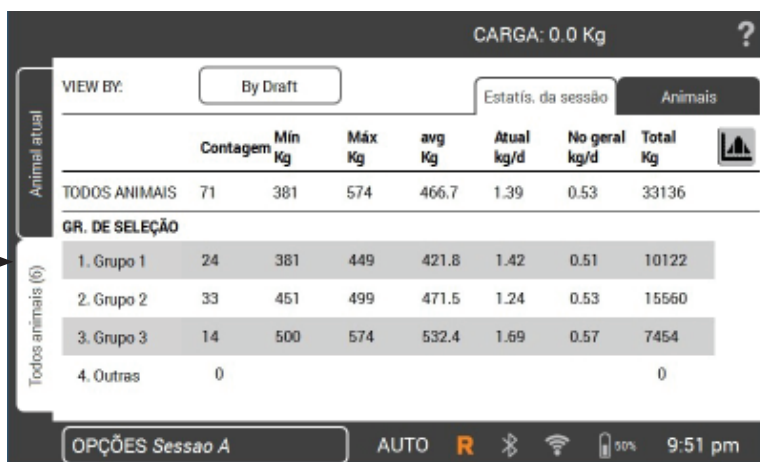 CARGA: 0.0 Kg ?
Animal atual
Todos animais (6)
VIEW BY: By Draft Estatís. da sessão Animais
Contagem Mín Kg Máx Kg avg Kg Atual kg/d No geral kg/d Total Kg
TODOS ANIMAIS 71 381 574 466.7 1.39 0.53 33136
GR. DE SELEÇÃO
1. Grupo 1 24 381 449 421.8 1.42 0.51 10122
2. Grupo 2 33 451 499 471.5 1.24 0.53 15560
3. Grupo 3 14 500 574 532.4 1.69 0.57 7454
4. Outras 0 0
OPÇÕES Sessao A AUTO R 50% 9:51 pm